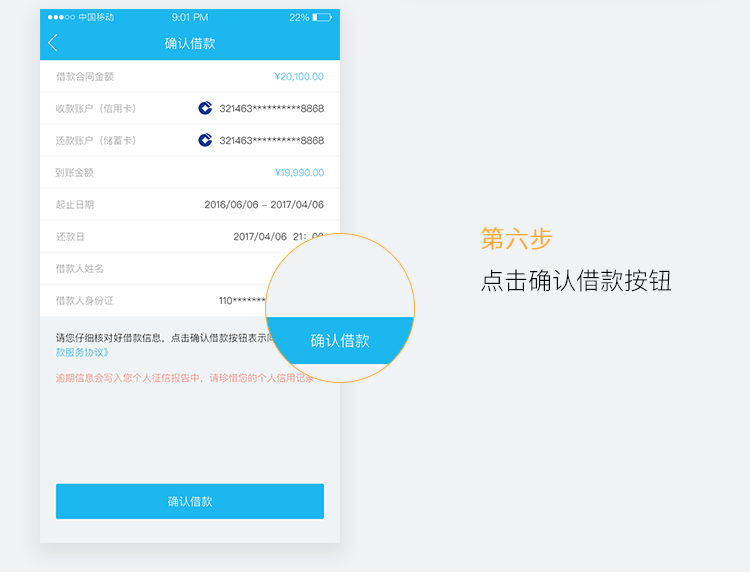 中国移动 9:01 PM 22%
确认借款
借款合同金额 ¥20,100.00
收款账户（信用卡） 321463**********8868
还款账户（储蓄卡） 321463**********8868
到账金额 ¥19,990.00
起止日期 2016/06/06 – 2017/04/06
还款日 2017/04/06 21:00
借款人姓名
借款人身份证 110********
请您仔细核对好借款信息，点击确认借款按钮表示
款服务协议》
逾期信息会写入您个人征信报告中，请珍惜您的个人信用记录
确认借款
确认借款
第六步
点击确认借款按钮